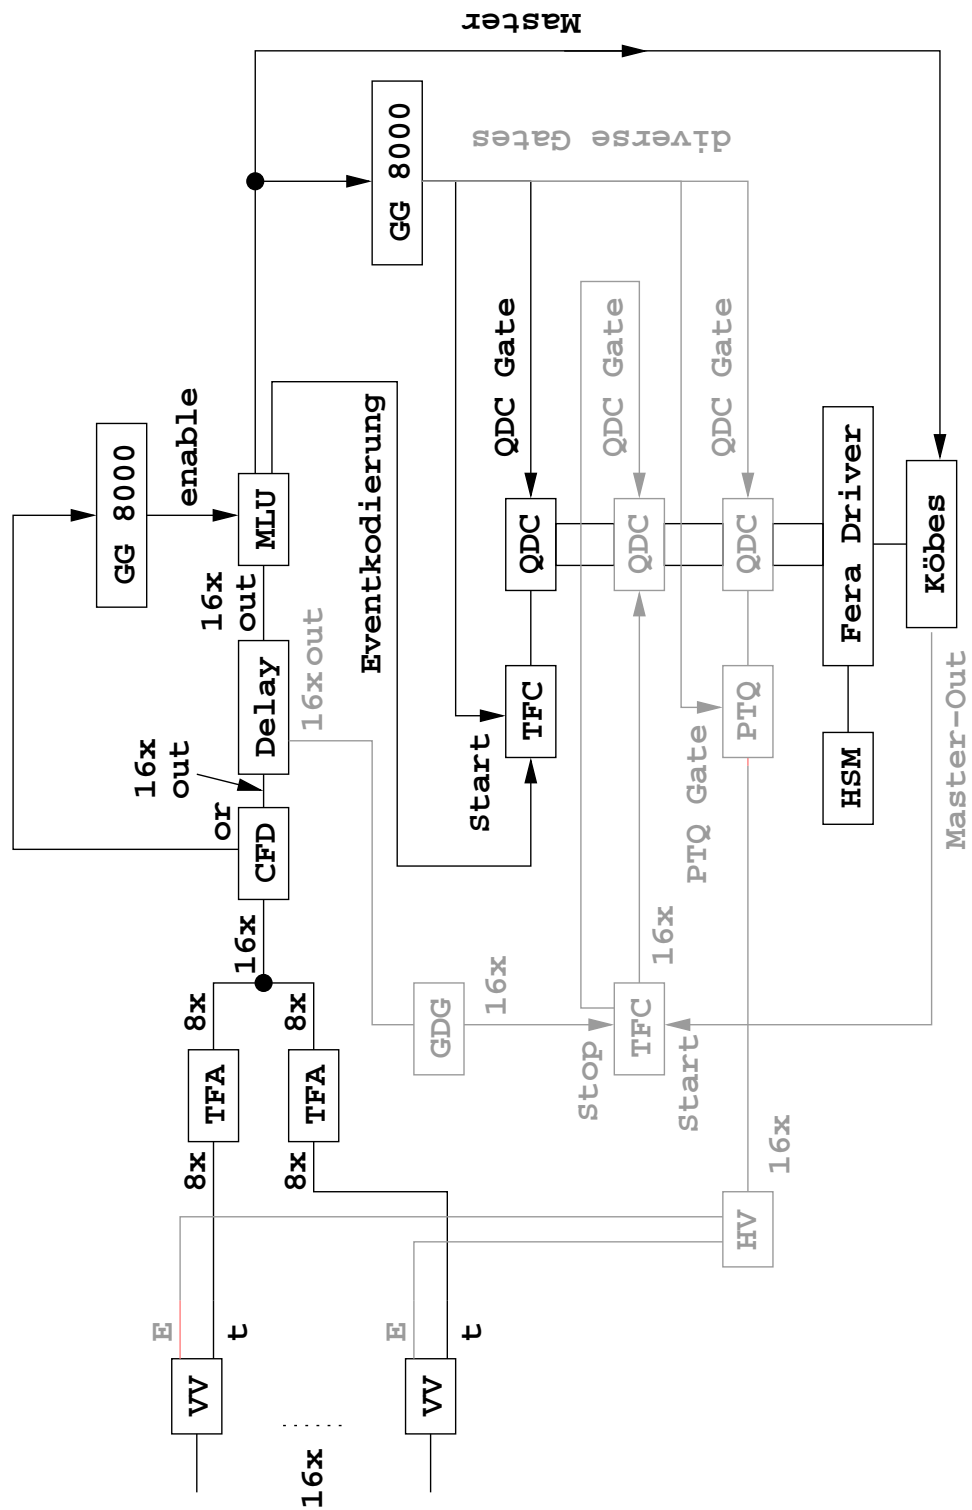 16x
VV
E
t
VV
E
t
8x
TFA
8x
8x
TFA
8x
16x
CFD
or
16x
out
Delay
16x out
16x
out
MLU
enable
GG 8000
GG 8000
Master
diverse Gates
Eventkodierung
Start
TFC
QDC
QDC Gate
GDG
16x
Stop
TFC
Start
16x
QDC
QDC Gate
HV
16x
PTQ Gate
PTQ
QDC
QDC Gate
HSM
Fera Driver
Köbes
Master-Out